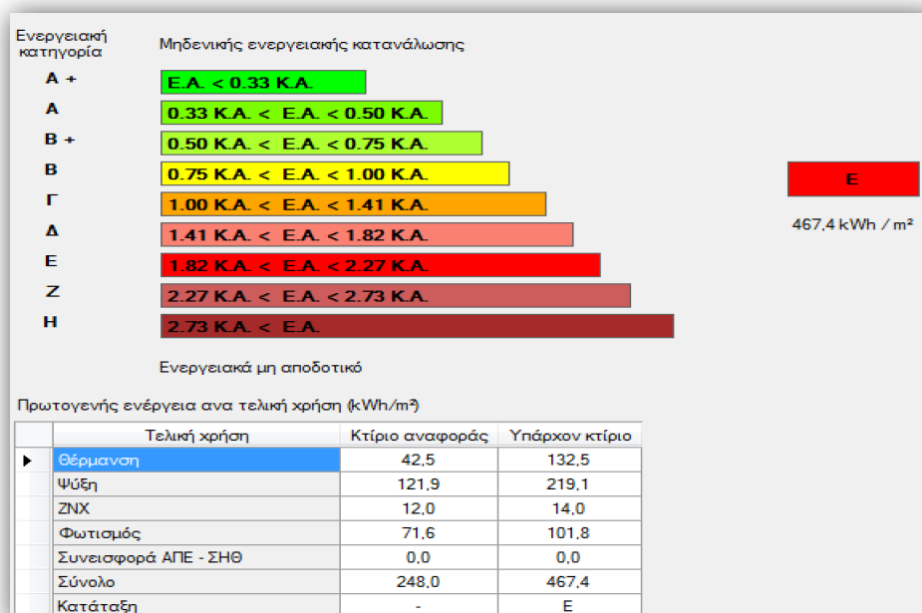 Ενεργειακή
κατηγορία
Μηδενικής ενεργειακής κατανάλωσης
Α + Ε.Α. < 0.33 Κ.Α.
Α 0.33 Κ.Α. < Ε.Α. < 0.50 Κ.Α.
Β + 0.50 Κ.Α. < Ε.Α. < 0.75 Κ.Α.
Β 0.75 Κ.Α. < Ε.Α. < 1.00 Κ.Α.
Ε
Γ 1.00 Κ.Α. < Ε.Α. < 1.41 Κ.Α.
467,4 kWh / m²
Δ 1.41 Κ.Α. < Ε.Α. < 1.82 Κ.Α.
Ε 1.82 Κ.Α. < Ε.Α. < 2.27 Κ.Α.
Ζ 2.27 Κ.Α. < Ε.Α. < 2.73 Κ.Α.
Η 2.73 Κ.Α. < Ε.Α.
Ενεργειακά μη αποδοτικό
Πρωτογενής ενέργεια ανα τελική χρήση (kWh/m²)
Τελική χρήση Κτίριο αναφοράς Υπάρχον κτίριο
Θέρμανση 42,5 132,5
Ψύξη 121,9 219,1
ΖΝΧ 12,0 14,0
Φωτισμός 71,6 101,8
Συνεισφορά ΑΠΕ - ΣΗΘ 0,0 0,0
Σύνολο 248,0 467,4
Κατάταξη - Ε